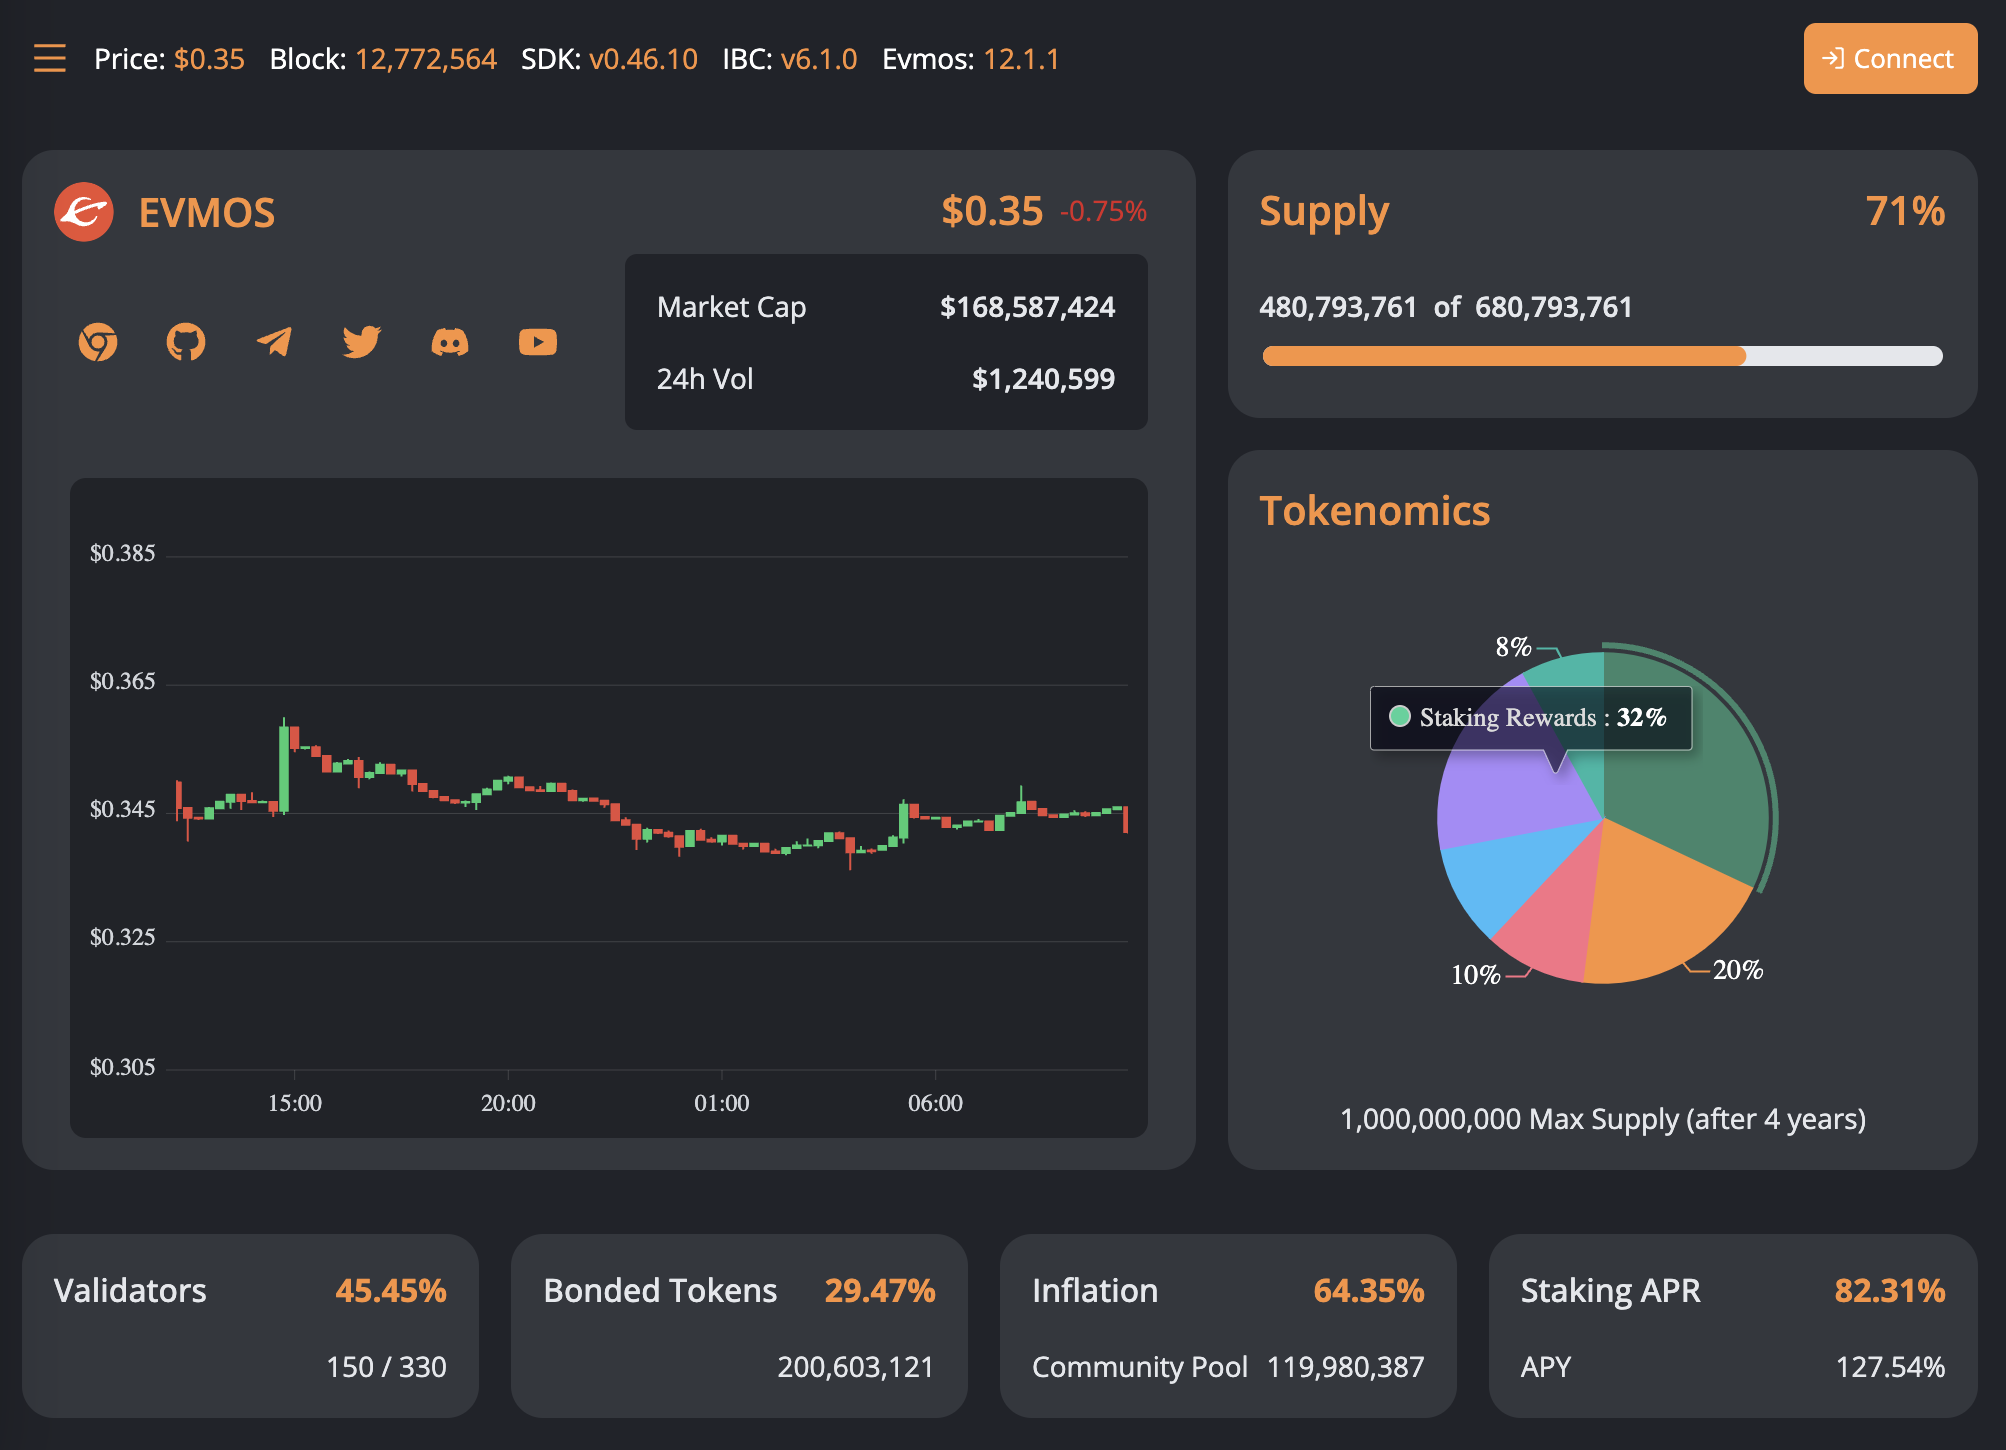 Price: $0.35 Block: 12,772,564 SDK: v0.46.10 IBC: v6.1.0 Evmos: 12.1.1
Connect
EVMOS
$0.35 -0.75%
Market Cap $168,587,424
24h Vol $1,240,599
$0.385
$0.365
$0.345
$0.325
$0.305
15:00 20:00 01:00 06:00
Supply 71%
480,793,761 of 680,793,761
Tokenomics
8%
Staking Rewards : 32%
10%
20%
1,000,000,000 Max Supply (after 4 years)
Validators 45.45%
150 / 330
Bonded Tokens 29.47%
200,603,121
Inflation 64.35%
Community Pool 119,980,387
Staking APR 82.31%
APY 127.54%